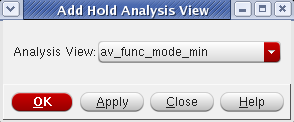 Add Hold Analysis View
Analysis View: av_func_mode_min
OK Apply Close Help